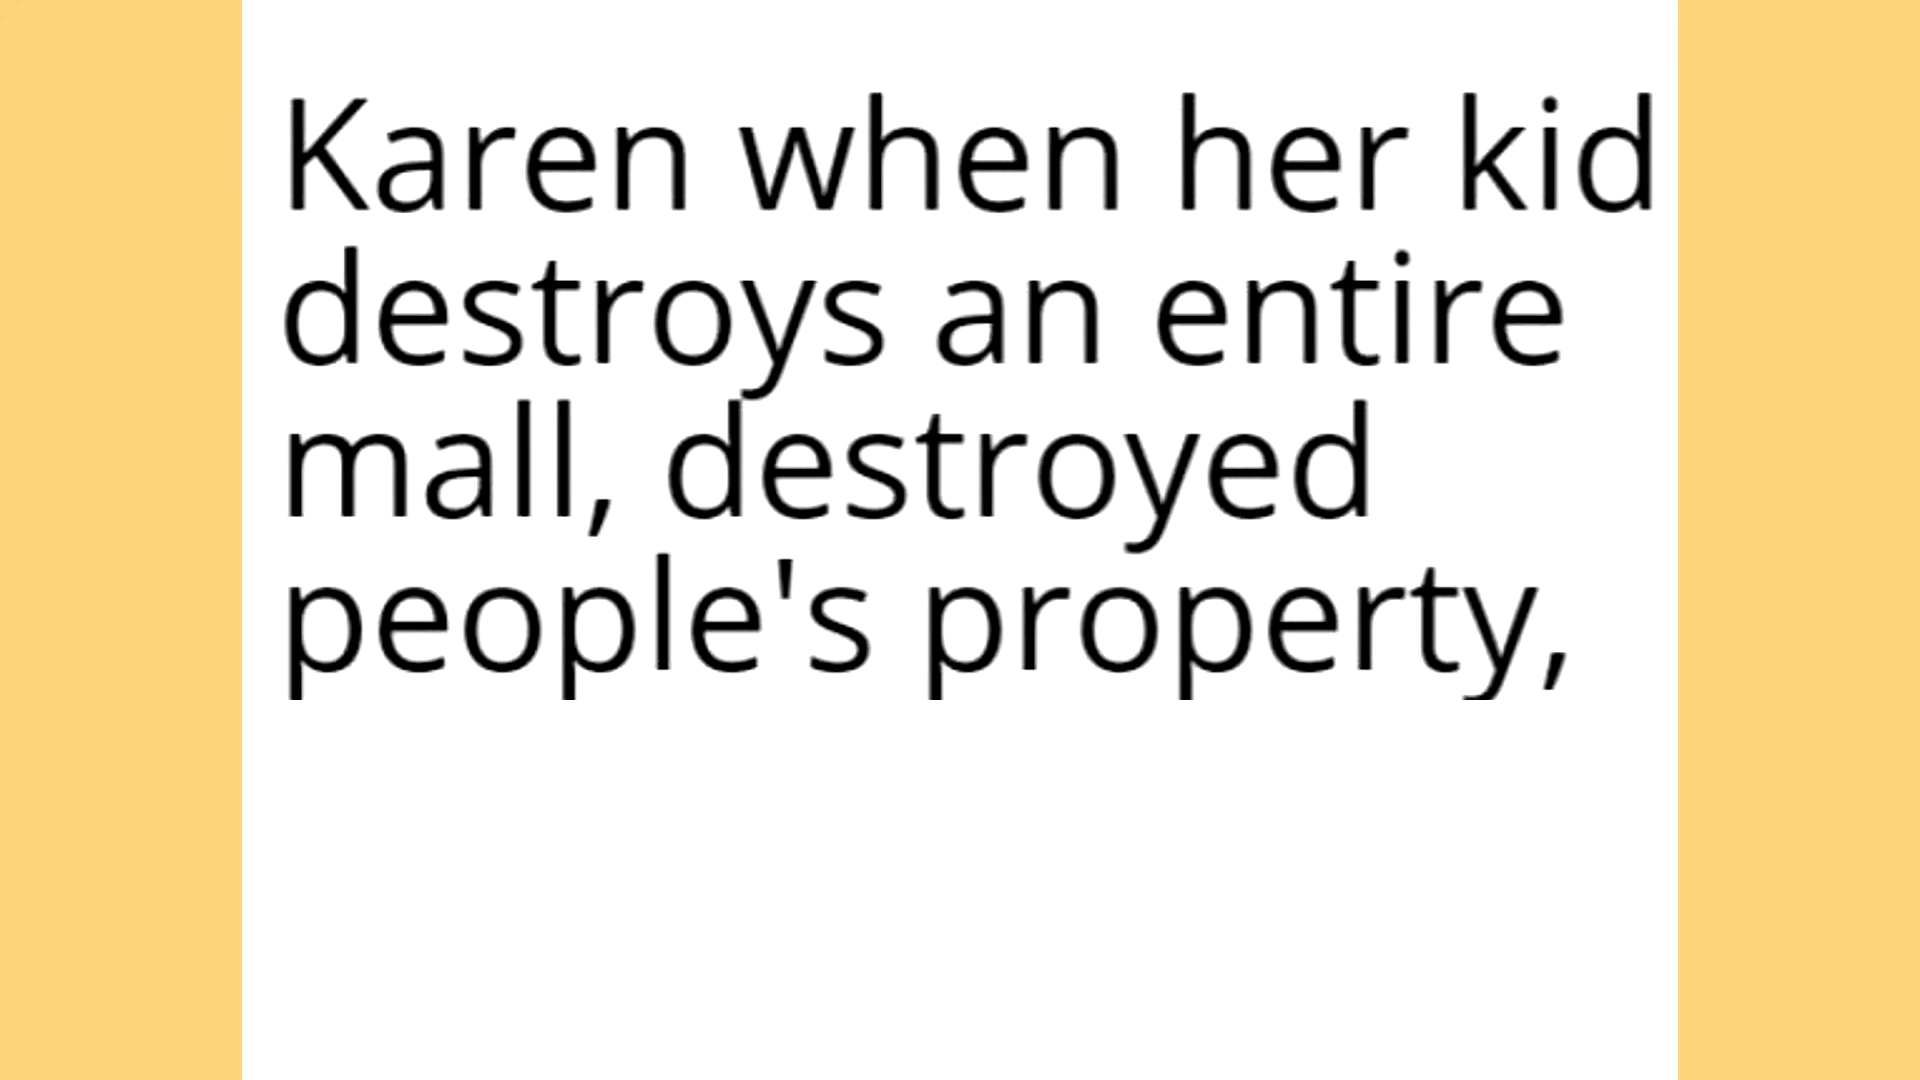 Karen when her kid
destroys an entire
mall, destroyed
people's property,